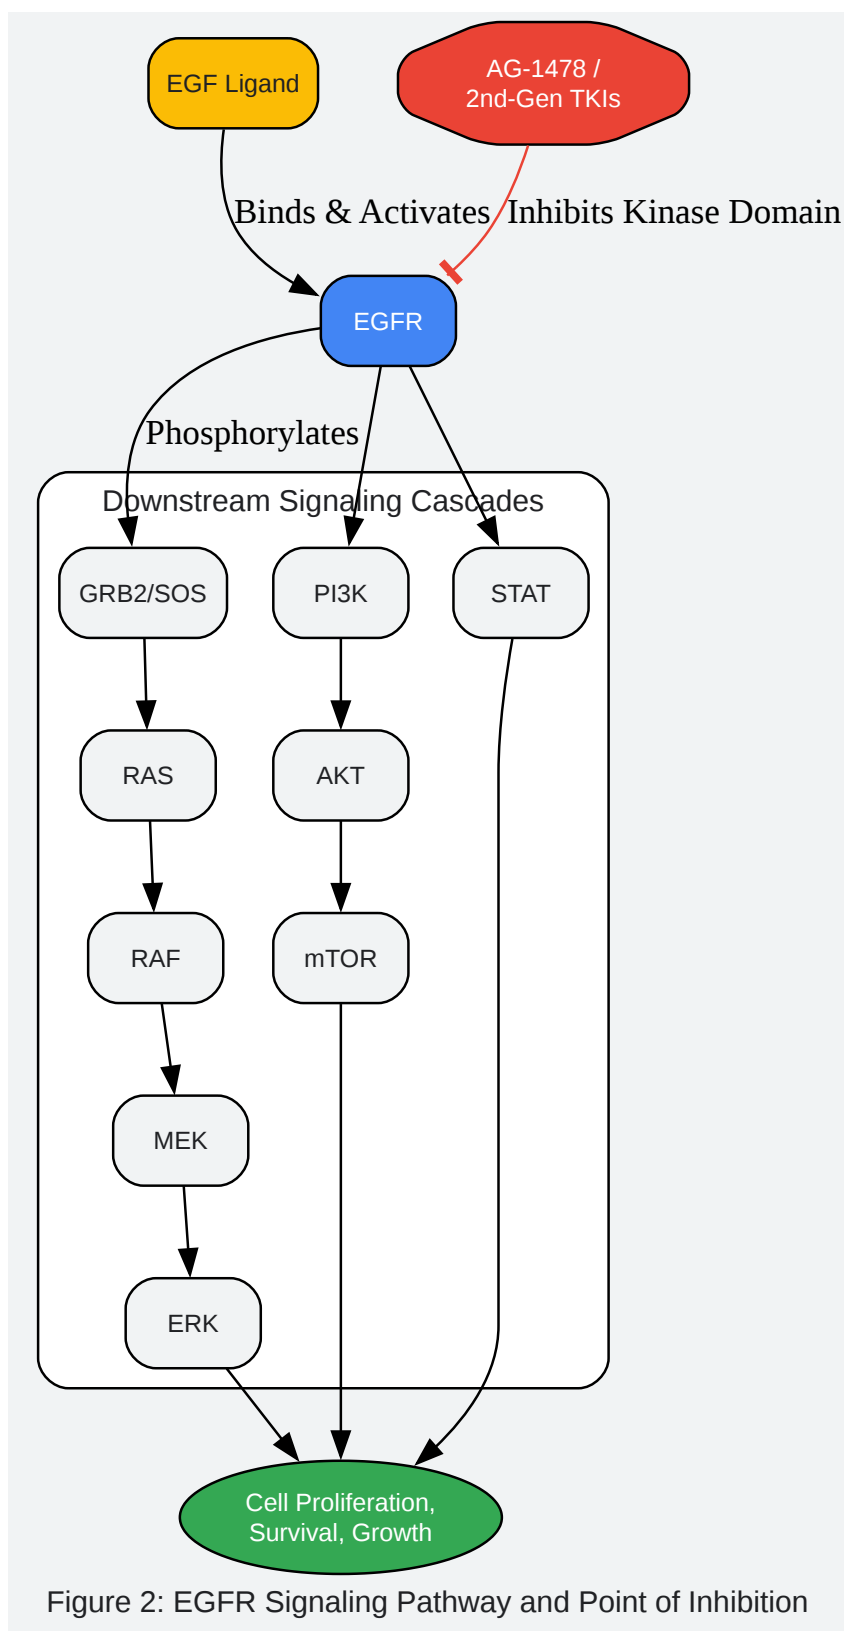 EGF Ligand
AG-1478 /
2nd-Gen TKIs
Binds & Activates
Inhibits Kinase Domain
EGFR
Phosphorylates
Downstream Signaling Cascades
GRB2/SOS
PI3K
STAT
RAS
AKT
RAF
mTOR
MEK
ERK
Cell Proliferation,
Survival, Growth
Figure 2: EGFR Signaling Pathway and Point of Inhibition